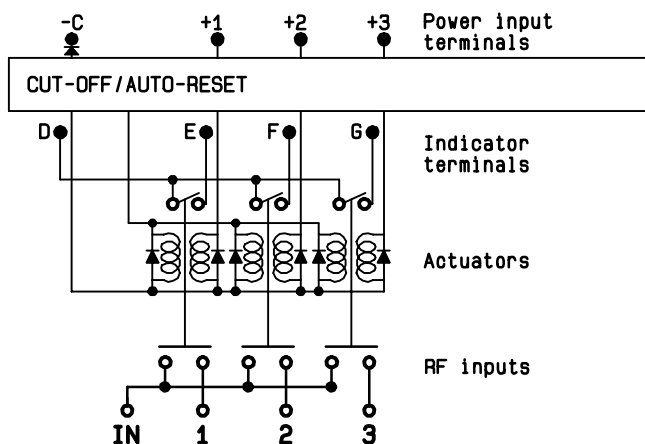 -C +1 +2 +3 Power input
terminals
CUT-OFF/AUTO-RESET
D E F G Indicator
terminals
Actuators
RF inputs
IN 1 2 3